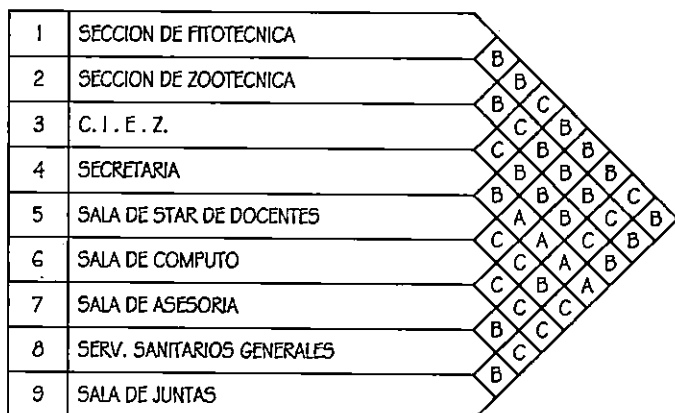 1 SECCION DE FITOTECNICA
B
2 SECCION DE ZOOTECNICA B
B C
3 C.I.E.Z. C B
C B B
4 SECRETARIA B B B
B B B C
5 SALA DE STAR DE DOCENTES A B C B
C A C B
6 SALA DE COMPUTO C A B
C B A
7 SALA DE ASESORIA C C
B C
8 SERV. SANITARIOS GENERALES C
B
9 SALA DE JUNTAS